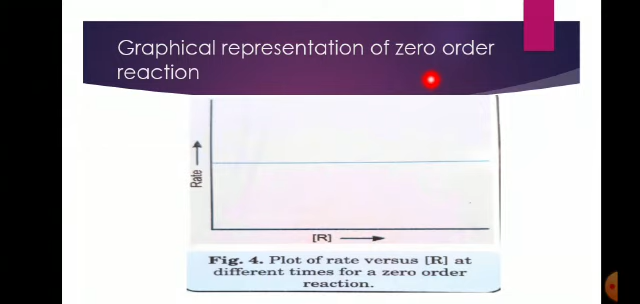 Graphical representation of zero order
reaction
Rate
[R]
Fig. 4. Plot of rate versus [R] at
different times for a zero order
reaction.